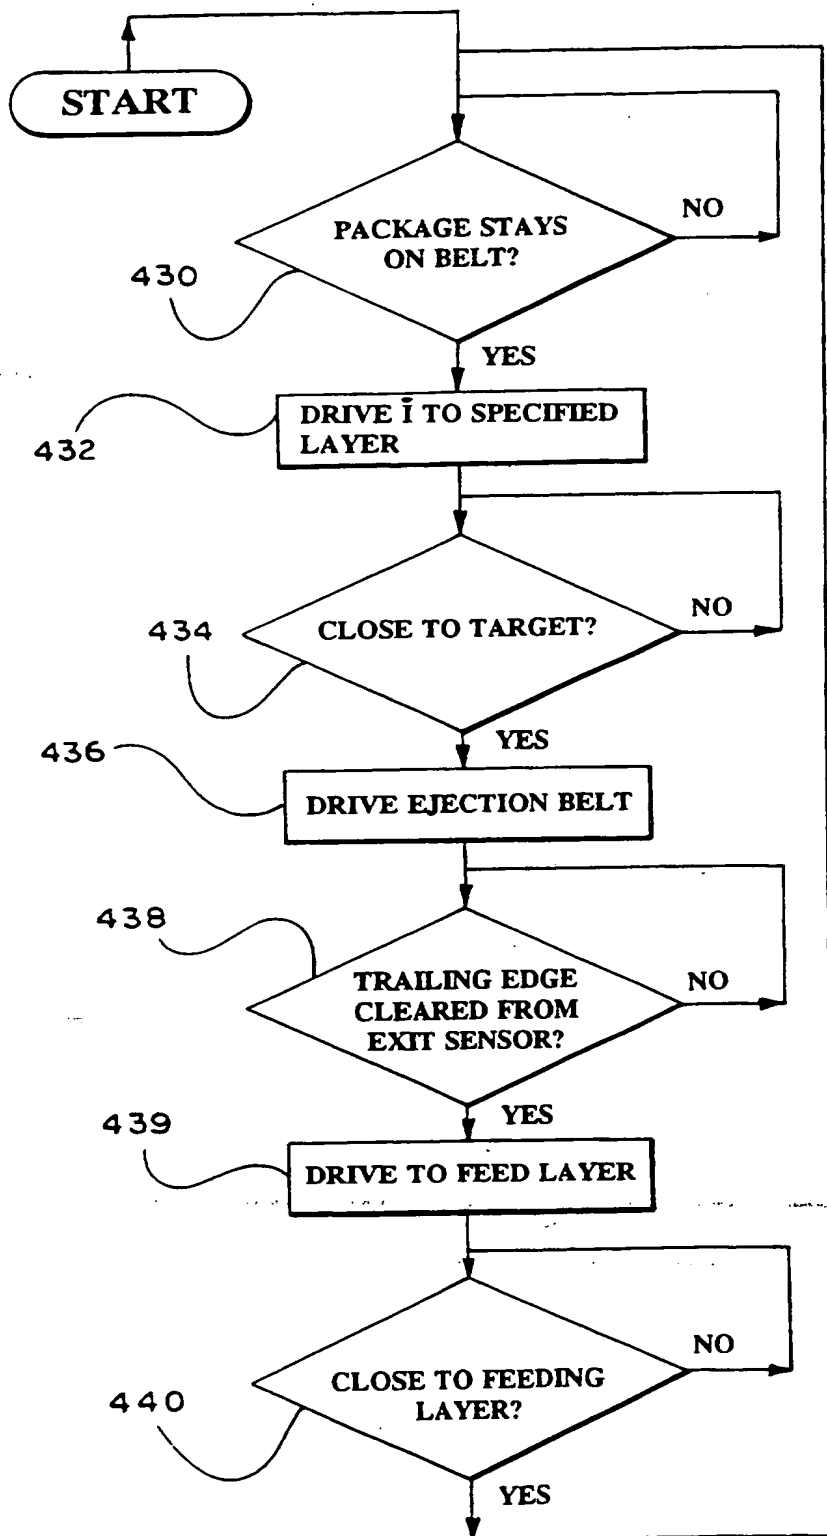 START
PACKAGE STAYS
ON BELT?
NO
430
YES
DRIVE Ī TO SPECIFIED
LAYER
432
CLOSE TO TARGET?
NO
434
YES
436
DRIVE EJECTION BELT
438
TRAILING EDGE
CLEARED FROM
EXIT SENSOR?
NO
YES
439
DRIVE TO FEED LAYER
NO
CLOSE TO FEEDING
LAYER?
440
YES